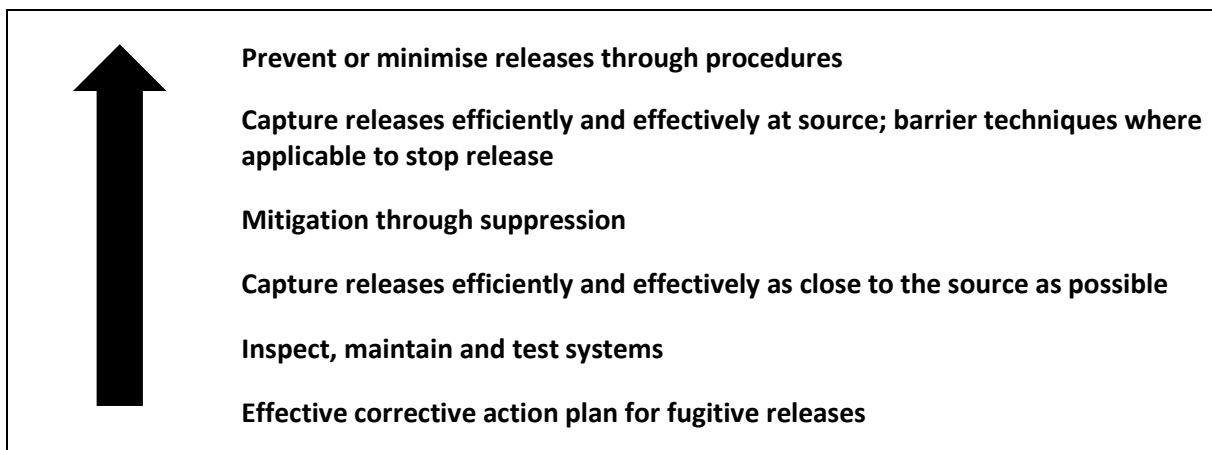 Prevent or minimise releases through procedures
Capture releases efficiently and effectively at source; barrier techniques where
applicable to stop release
Mitigation through suppression
Capture releases efficiently and effectively as close to the source as possible
Inspect, maintain and test systems
Effective corrective action plan for fugitive releases